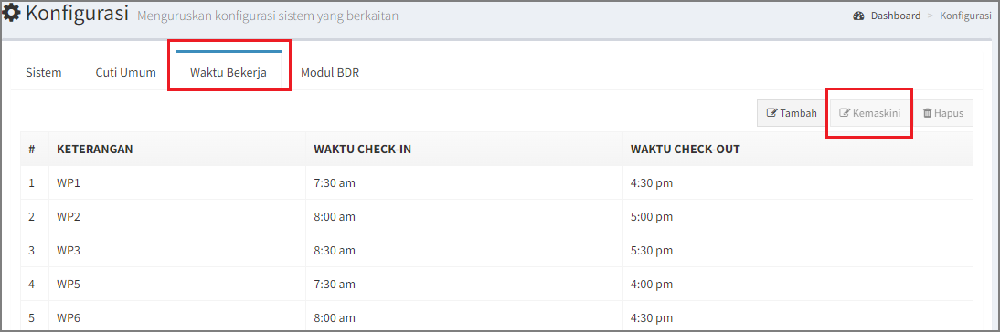 Konfigurasi Menguruskan konfigurasi sistem yang berkaitan Dashboard > Konfigurasi
Sistem Cuti Umum Waktu Bekerja Modul BDR
Tambah Kemaskini Hapus
# KETERANGAN WAKTU CHECK-IN WAKTU CHECK-OUT
1 WP1 7:30 am 4:30 pm
2 WP2 8:00 am 5:00 pm
3 WP3 8:30 am 5:30 pm
4 WP5 7:30 am 4:00 pm
5 WP6 8:00 am 4:30 pm